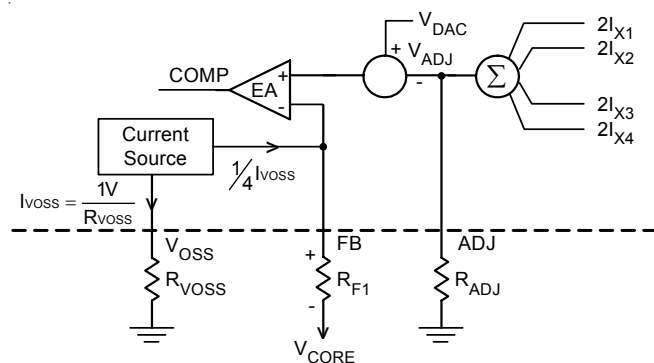 V_DAC
2I_X1
COMP
+
V_ADJ
2I_X2
EA
+
-
Σ
-
2I_X3
Current
Source
1/4 I_VOSS
2I_X4
I_VOSS = 1V / R_VOSS
V_OSS
FB
ADJ
R_VOSS
+
R_F1
-
R_ADJ
V_CORE